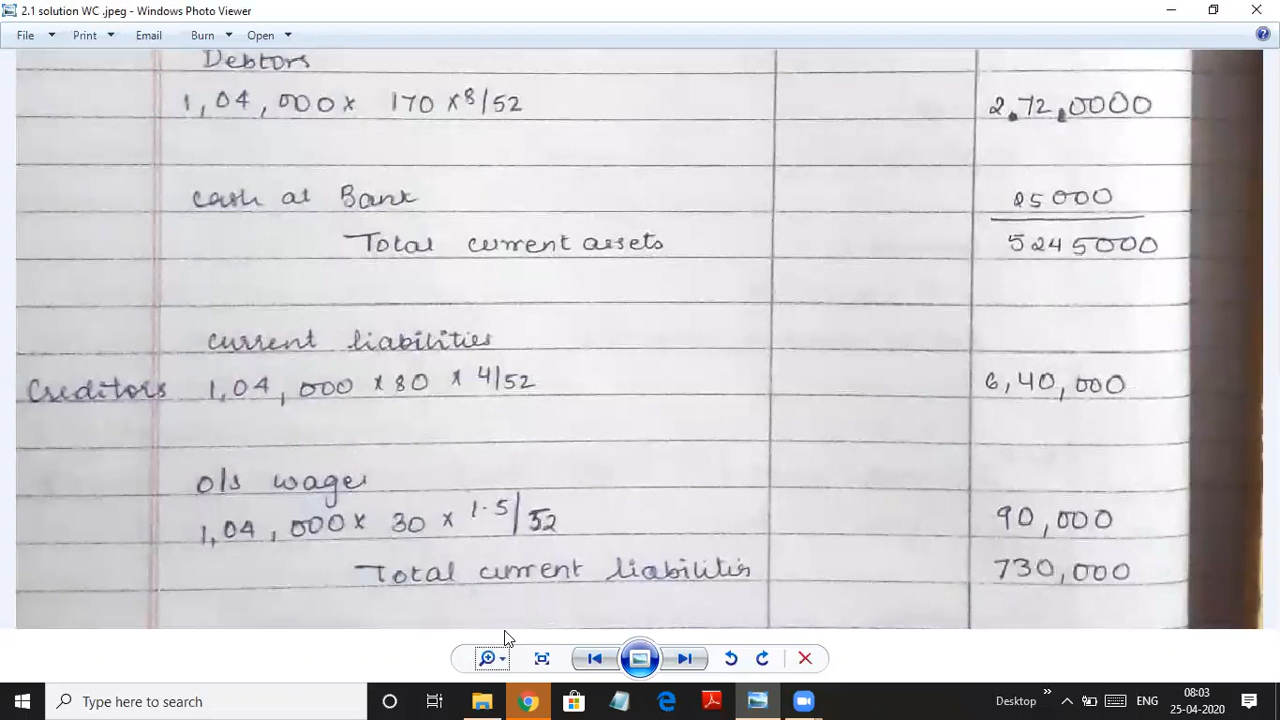 2.1 solution WC .jpeg - Windows Photo Viewer
File Print Email Burn Open
Debtors
1,04,000 x 170 x 8/52 2,72,0000
cash at Bank 25000
Total current assets 5245000
current liabilities
Creditors 1,04,000 x 80 x 4/52 6,40,000
o/s wages
1,04,000 x 30 x 1.5/52 90,000
Total current liabilities 730,000
Type here to search
Desktop
ENG
08:03
25-04-2020